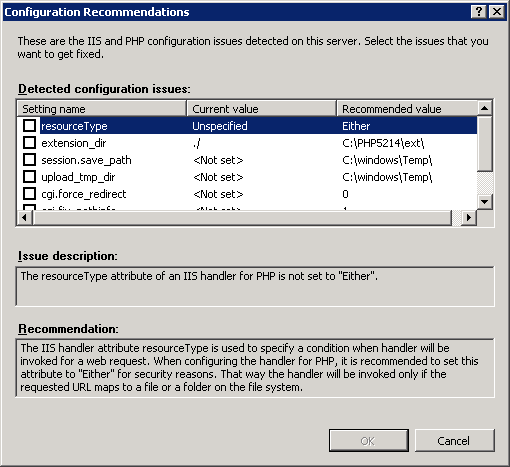 Configuration Recommendations
These are the IIS and PHP configuration issues detected on this server. Select the issues that you
want to get fixed.
Detected configuration issues:
Setting name Current value Recommended value
resourceType Unspecified Either
extension_dir ./ C:\PHP5214\ext\
session.save_path <Not set> C:\windows\Temp\
upload_tmp_dir <Not set> C:\windows\Temp\
cgi.force_redirect <Not set> 0
cgi.fix_pathinfo <Not set> 1
Issue description:
The resourceType attribute of an IIS handler for PHP is not set to "Either".
Recommendation:
The IIS handler attribute resourceType is used to specify a condition when handler will be
invoked for a web request. When configuring the handler for PHP, it is recommended to set this
attribute to "Either" for security reasons. That way the handler will be invoked only if the
requested URL maps to a file or a folder on the file system.
OK Cancel